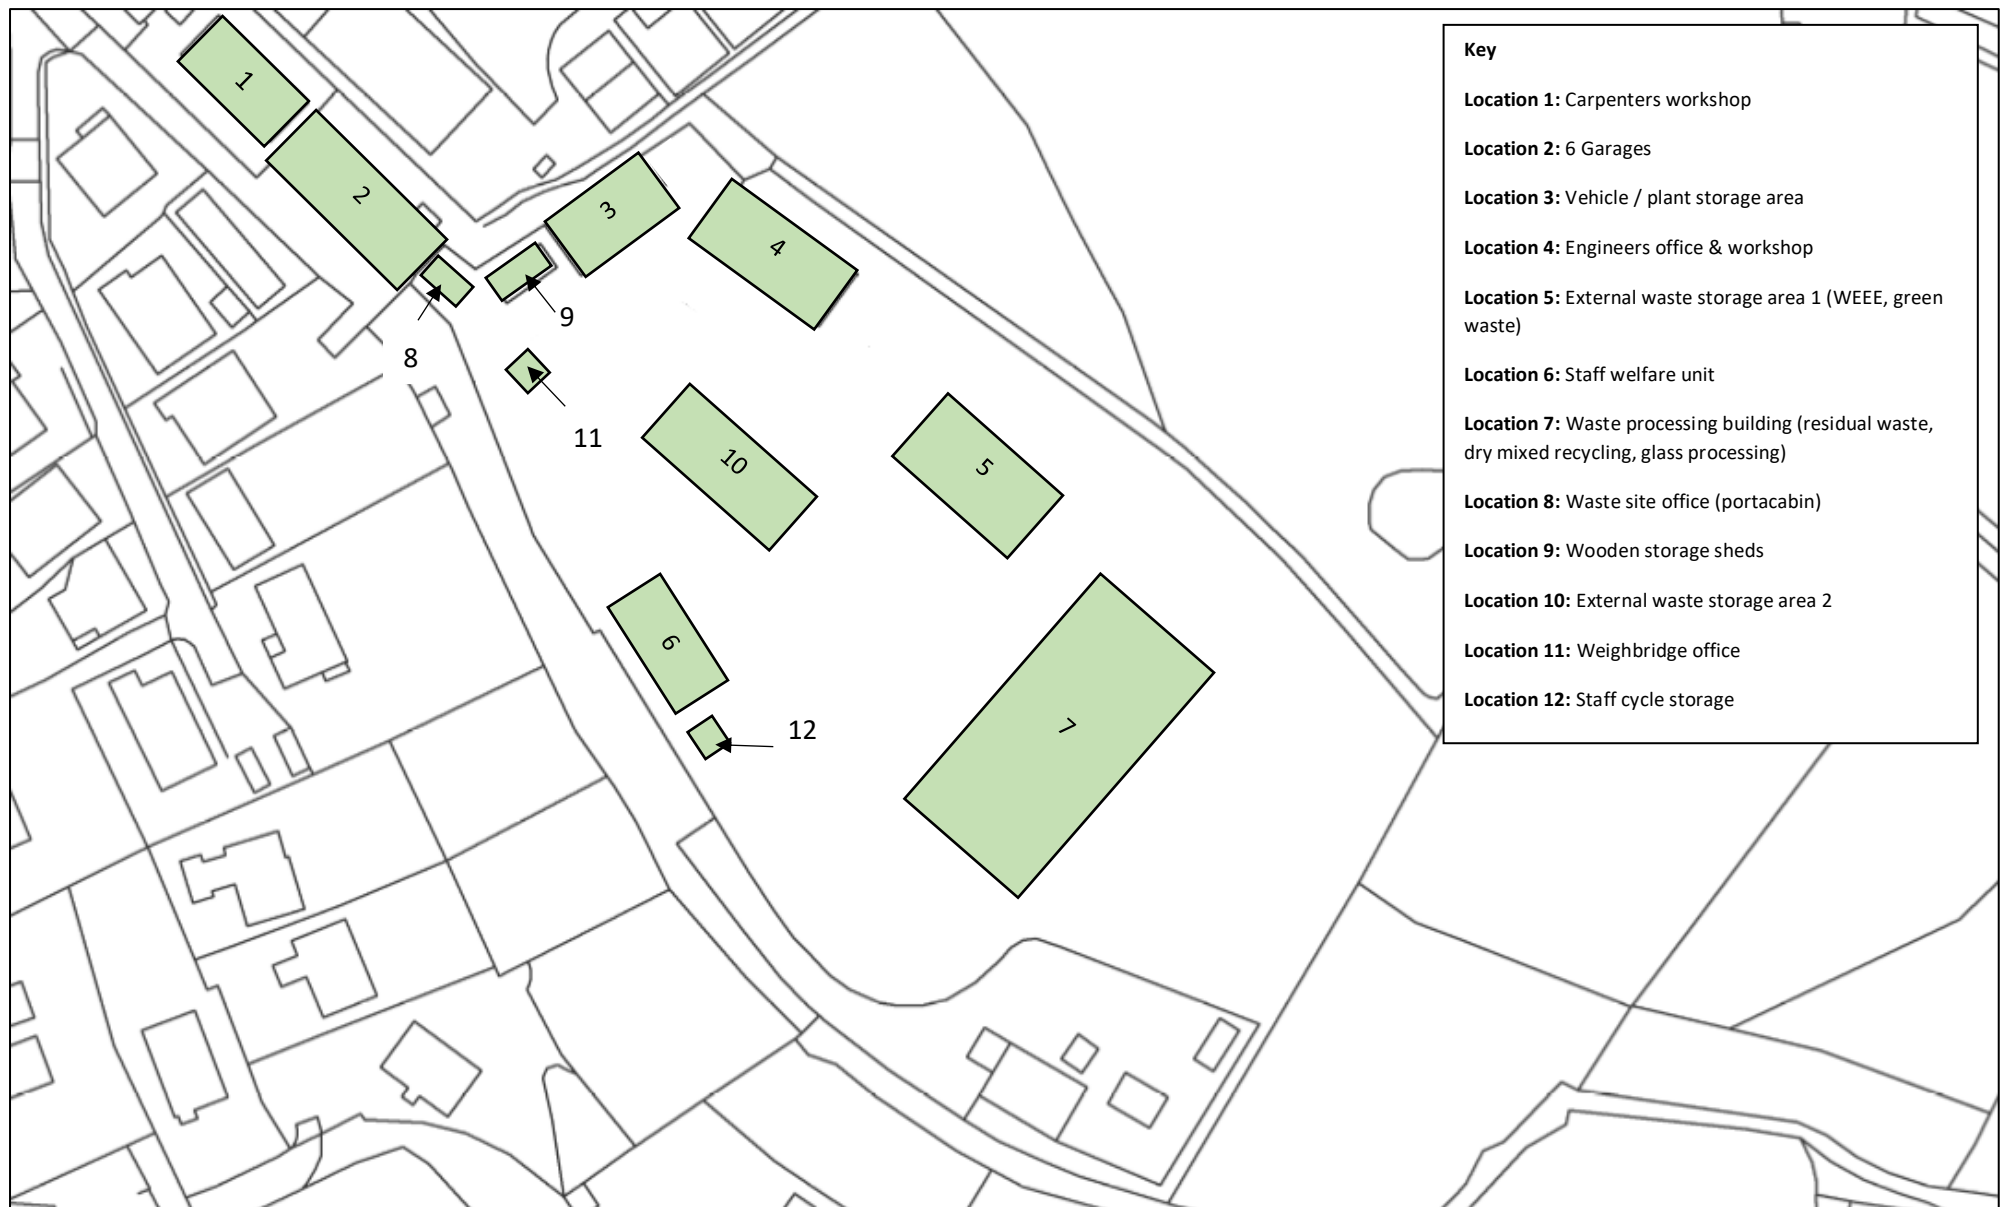 Key
Location 1: Carpenters workshop
Location 2: 6 Garages
Location 3: Vehicle / plant storage area
Location 4: Engineers office & workshop
Location 5: External waste storage area 1 (WEEE, green
waste)
Location 6: Staff welfare unit
Location 7: Waste processing building (residual waste,
dry mixed recycling, glass processing)
Location 8: Waste site office (portacabin)
Location 9: Wooden storage sheds
Location 10: External waste storage area 2
Location 11: Weighbridge office
Location 12: Staff cycle storage
1
2
3
4
9
8
11
10
5
6
7
12